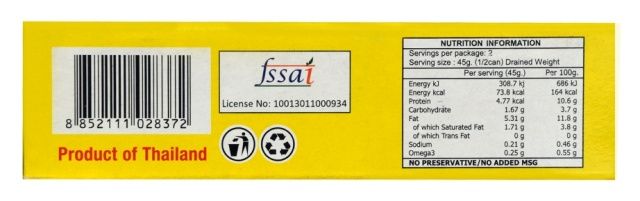 8 852111 028372
Product of Thailand
fssai
License No: 10013011000934
NUTRITION INFORMATION
Servings per package: 2
Serving size : 45g. (1/2can) Drained Weight
Per serving (45g.) Per 100g.
Energy kJ 308.7 kj 686 kJ
Energy kcal 73.8 kcal 164 kcal
Protein 4.77 kcal 10.6 g
Carbohydrate 1.67 g 3.7 g
Fat 5.31 g 11.8 g
of which Saturated Fat 1.71 g 3.8 g
of which Trans Fat 0 g 0 g
Sodium 0.21 g 0.46 g
Omega3 0.25 g 0.55 g
NO PRESERVATIVE/NO ADDED MSG